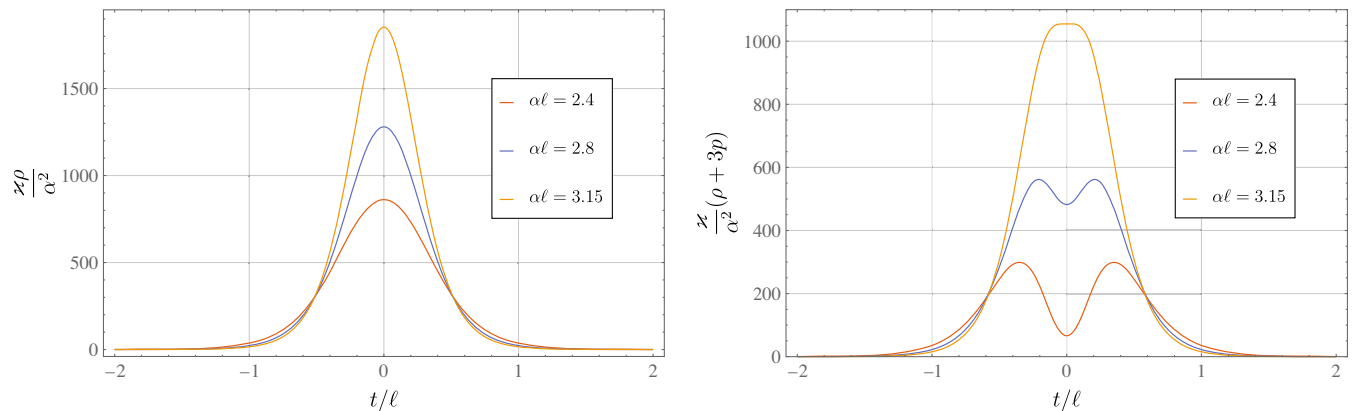 1500
1000
500
0
−2
−1
0
1
2
t/ℓ
ϰρ
α²
αℓ = 2.4
αℓ = 2.8
αℓ = 3.15
1000
800
600
400
200
0
−2
−1
0
1
2
t/ℓ
ϰ/α² (ρ + 3p)
αℓ = 2.4
αℓ = 2.8
αℓ = 3.15